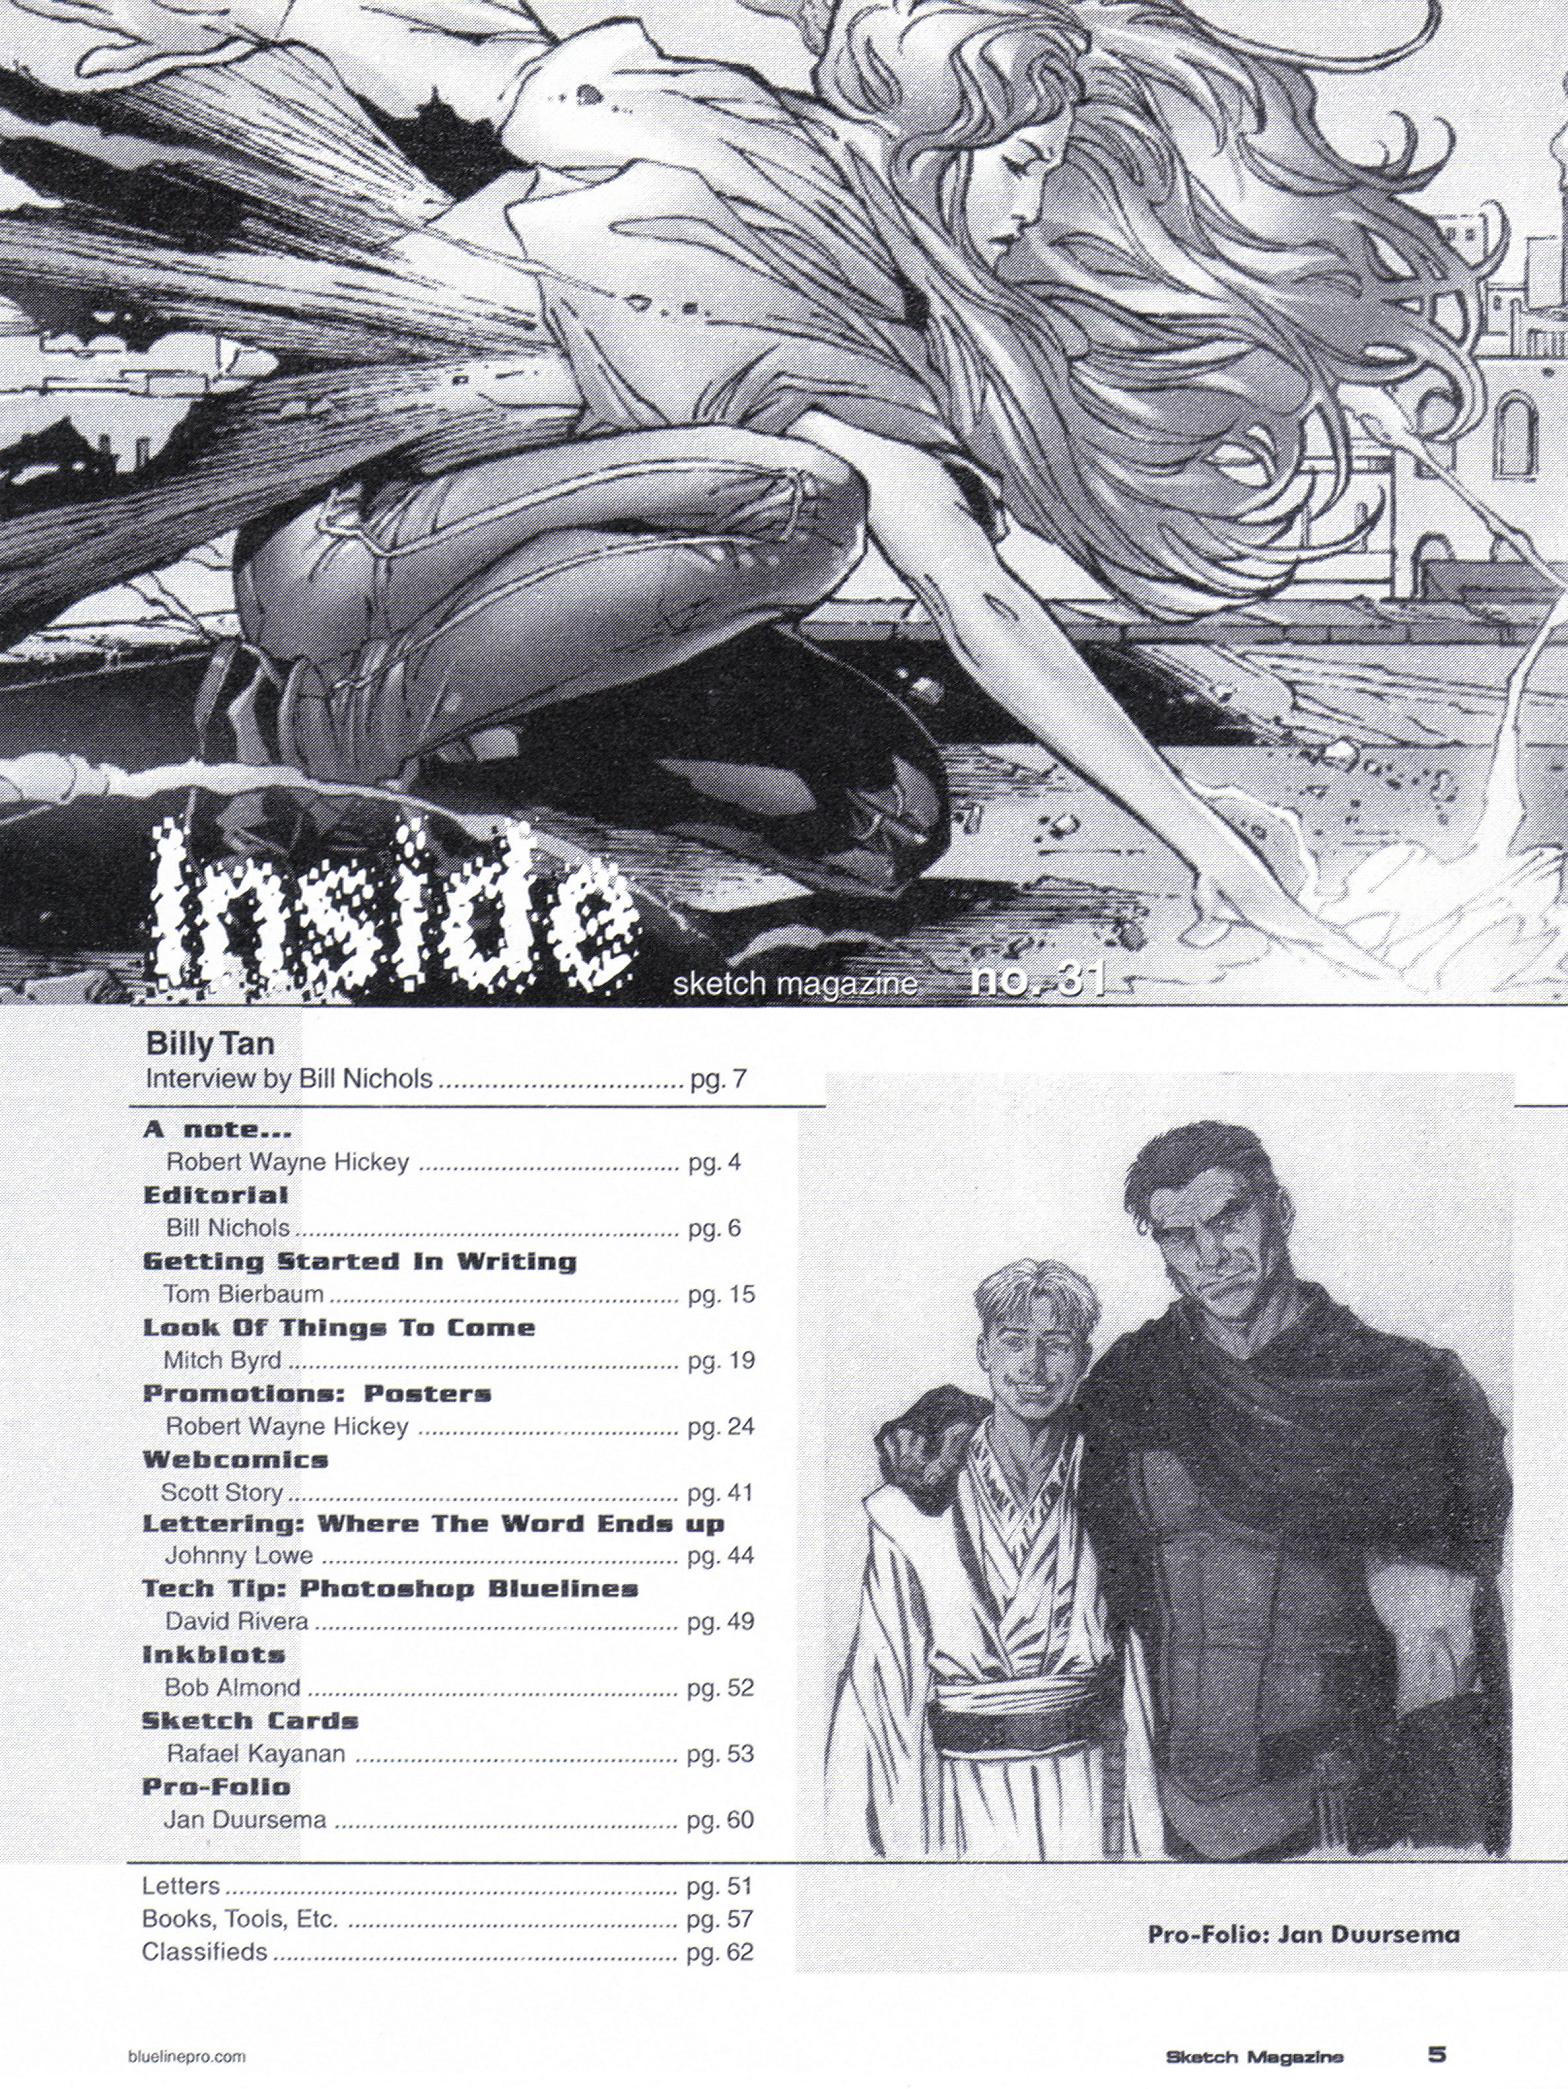 Inside
sketch magazine no. 31
Billy Tan
Interview by Bill Nichols ................................ pg. 7
A note...
Robert Wayne Hickey ...................................... pg. 4
Editorial
Bill Nichols ........................................................ pg. 6
Getting Started In Writing
Tom Bierbaum ................................................... pg. 15
Look Of Things To Come
Mitch Byrd ......................................................... pg. 19
Promotions: Posters
Robert Wayne Hickey ...................................... pg. 24
Webcomics
Scott Story ......................................................... pg. 41
Lettering: Where The Word Ends up
Johnny Lowe .................................................... pg. 44
Tech Tip: Photoshop Bluelines
David Rivera ..................................................... pg. 49
Inkblots
Bob Almond ...................................................... pg. 52
Sketch Cards
Rafael Kayanan ............................................... pg. 53
Pro-Folio
Jan Duursema .................................................. pg. 60
Letters .................................................................. pg. 51
Books, Tools, Etc. ................................................ pg. 57
Classifieds ........................................................... pg. 62
Pro-Folio: Jan Duursema
bluelinepro.com
Sketch Magazine 5